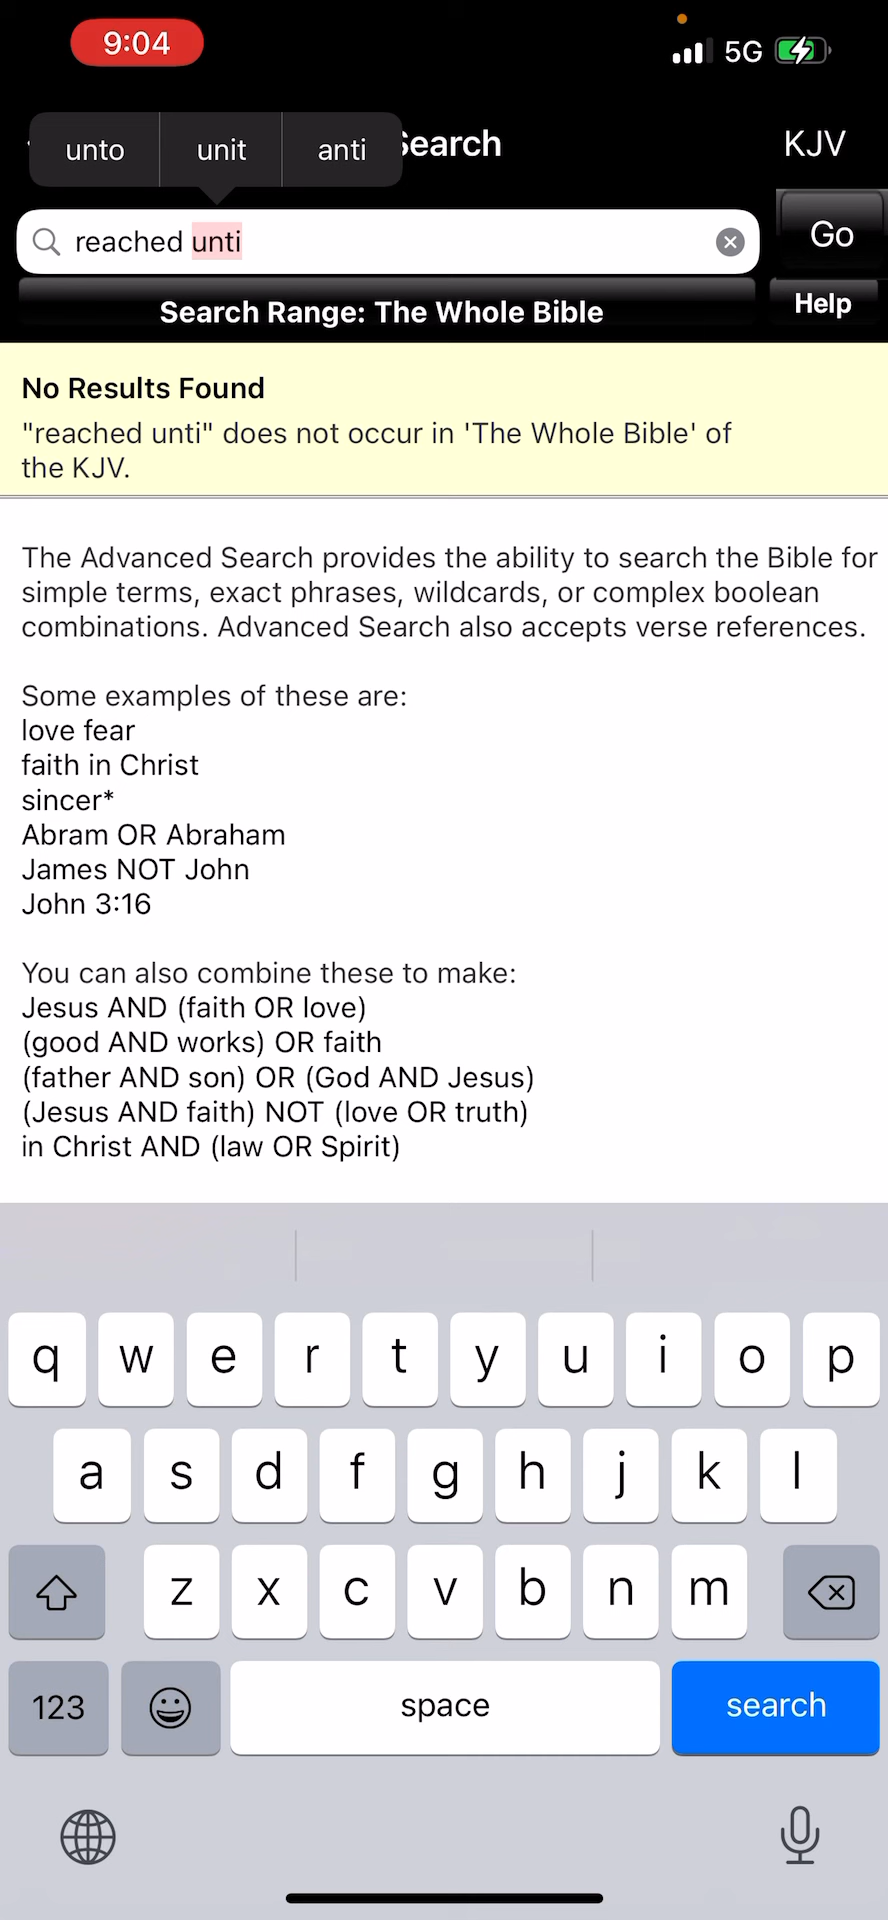 9:04
5G
unto unit anti
Search
KJV
reached unti
Go
Search Range: The Whole Bible
Help
No Results Found
"reached unti" does not occur in 'The Whole Bible' of
the KJV.
The Advanced Search provides the ability to search the Bible for
simple terms, exact phrases, wildcards, or complex boolean
combinations. Advanced Search also accepts verse references.
Some examples of these are:
love fear
faith in Christ
sincer*
Abram OR Abraham
James NOT John
John 3:16
You can also combine these to make:
Jesus AND (faith OR love)
(good AND works) OR faith
(father AND son) OR (God AND Jesus)
(Jesus AND faith) NOT (love OR truth)
in Christ AND (law OR Spirit)
q w e r t y u i o p
a s d f g h j k l
z x c v b n m
123 space search